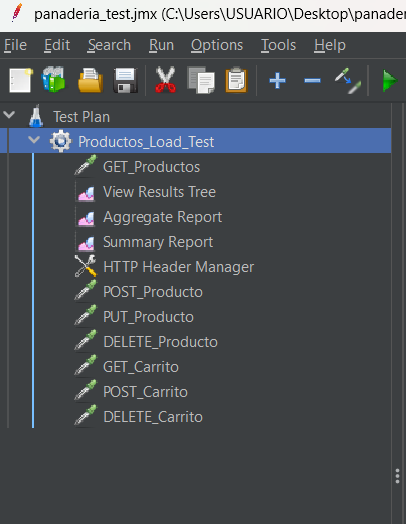 panaderia_test.jmx (C:\Users\USUARIO\Desktop\panader
File Edit Search Run Options Tools Help
Test Plan
Productos_Load_Test
GET_Productos
View Results Tree
Aggregate Report
Summary Report
HTTP Header Manager
POST_Producto
PUT_Producto
DELETE_Producto
GET_Carrito
POST_Carrito
DELETE_Carrito